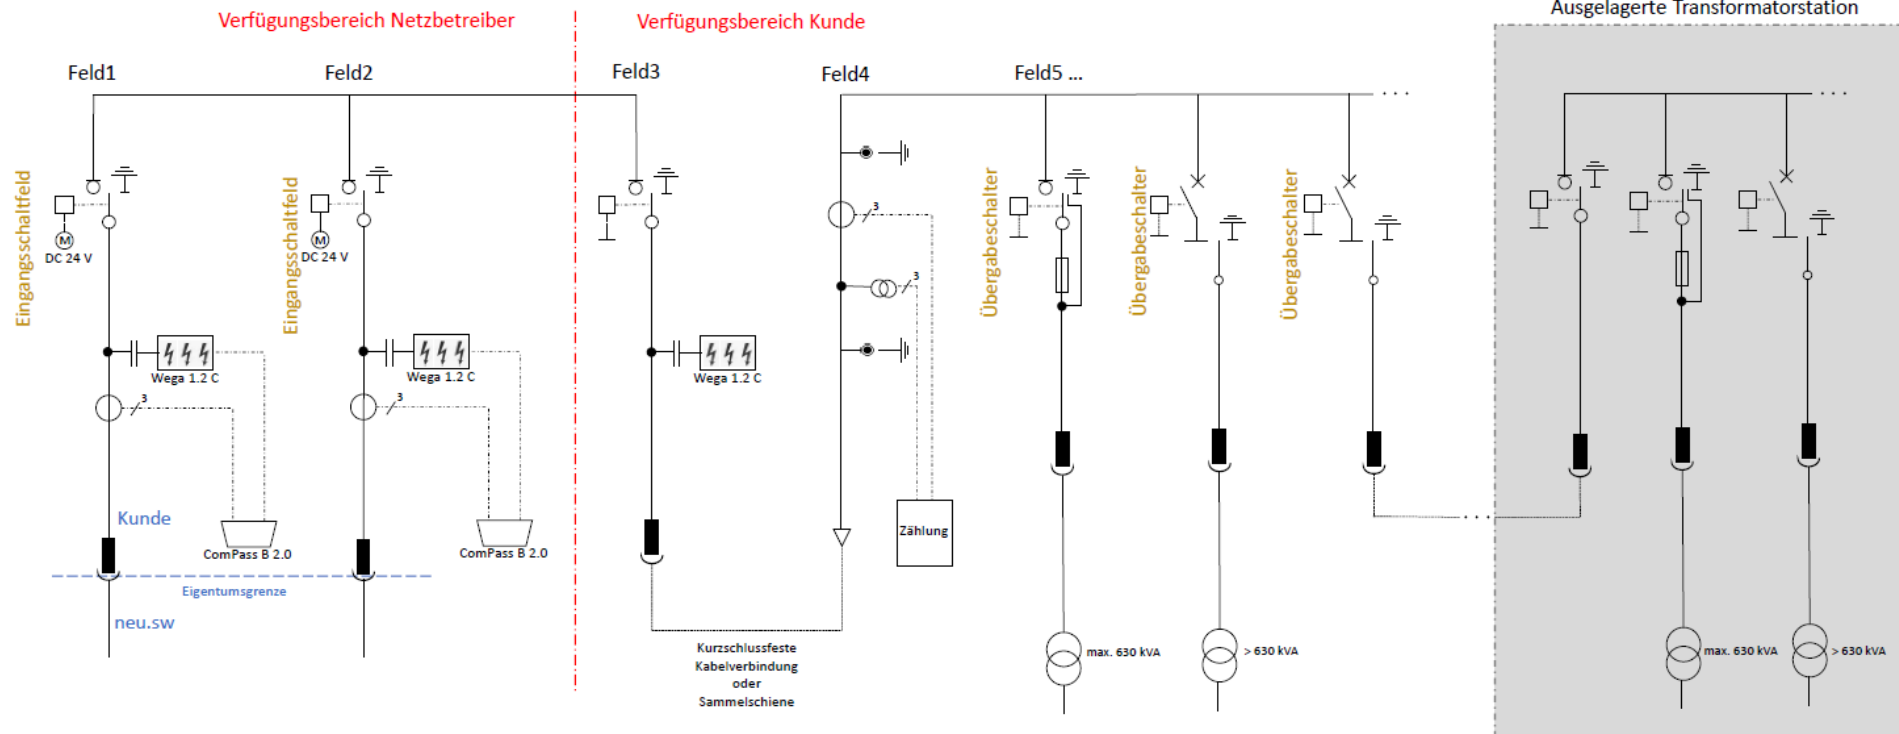 Verfügungsbereich Netzbetreiber
Verfügungsbereich Kunde
Ausgelagerte Transformatorstation
Feld1
Feld2
Feld3
Feld4
Feld5 ...
...
...
Eingangsschaltfeld
M
DC 24 V
Eingangsschaltfeld
M
DC 24 V
3
3
Übergabeschalter
Übergabeschalter
Übergabeschalter
Wega 1.2 C
Wega 1.2 C
Wega 1.2 C
3
3
Kunde
ComPass B 2.0
ComPass B 2.0
Zählung
...
Eigentumsgrenze
neu.sw
Kurzschlussfeste
Kabelverbindung
oder
Sammelschiene
max. 630 kVA
> 630 kVA
max. 630 kVA
> 630 kVA